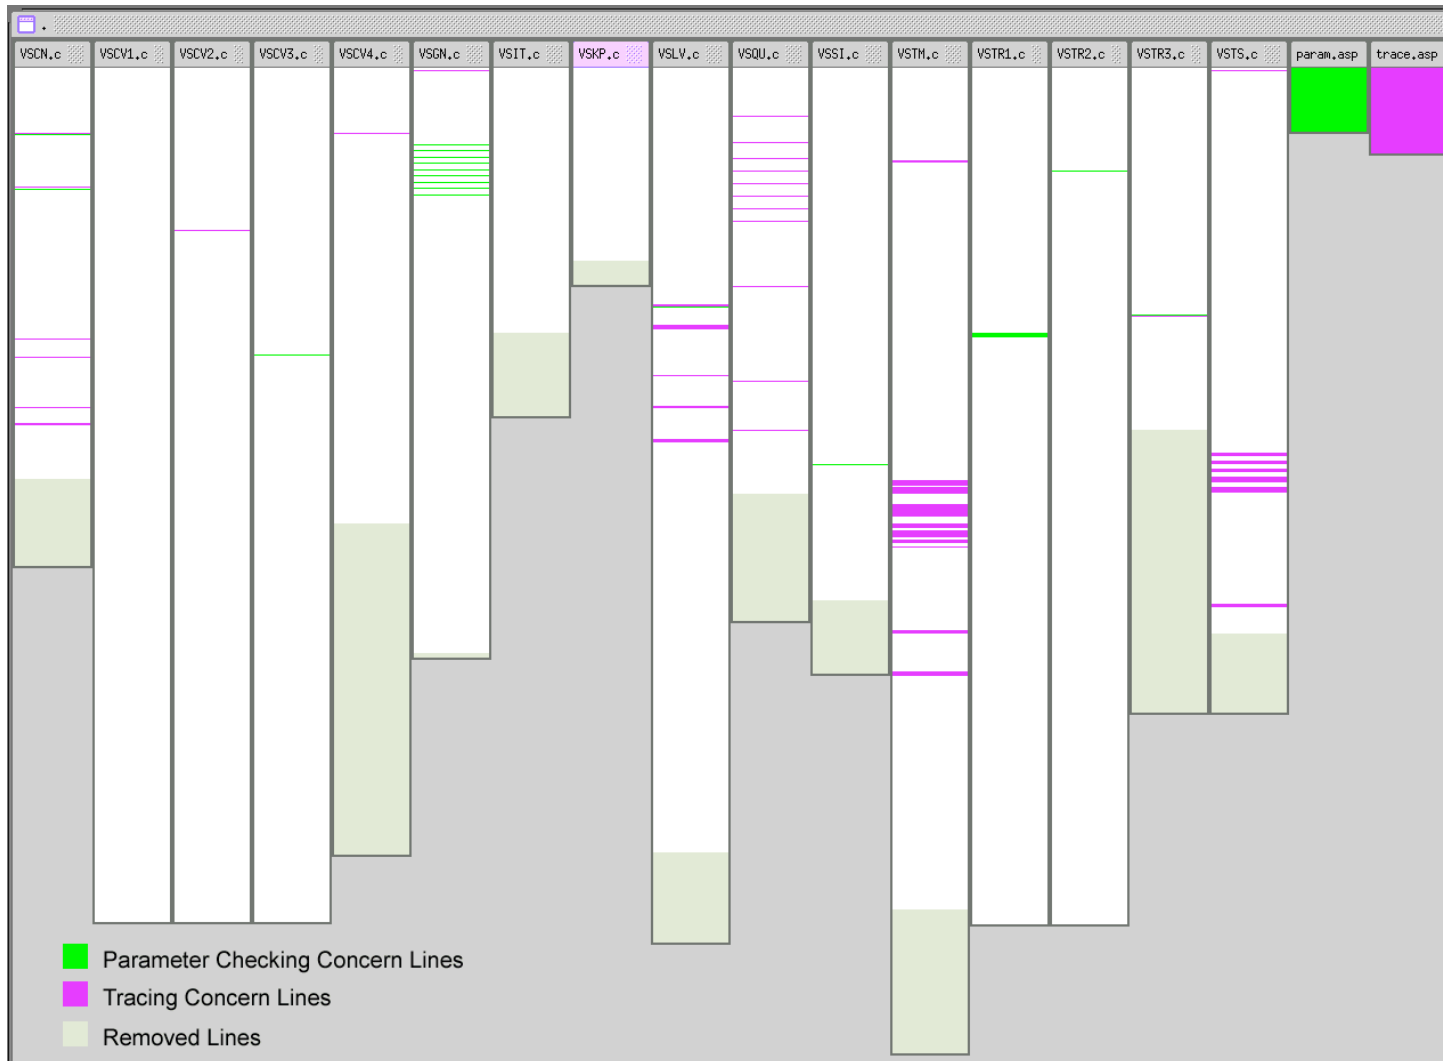 .
VSCN.c VSCV1.c VSCV2.c VSCV3.c VSCV4.c VSGN.c VSIT.c VSKP.c VSLV.c VSQU.c VSSI.c VSTM.c VSTR1.c VSTR2.c VSTR3.c VSTS.c param.asp trace.asp
Parameter Checking Concern Lines
Tracing Concern Lines
Removed Lines